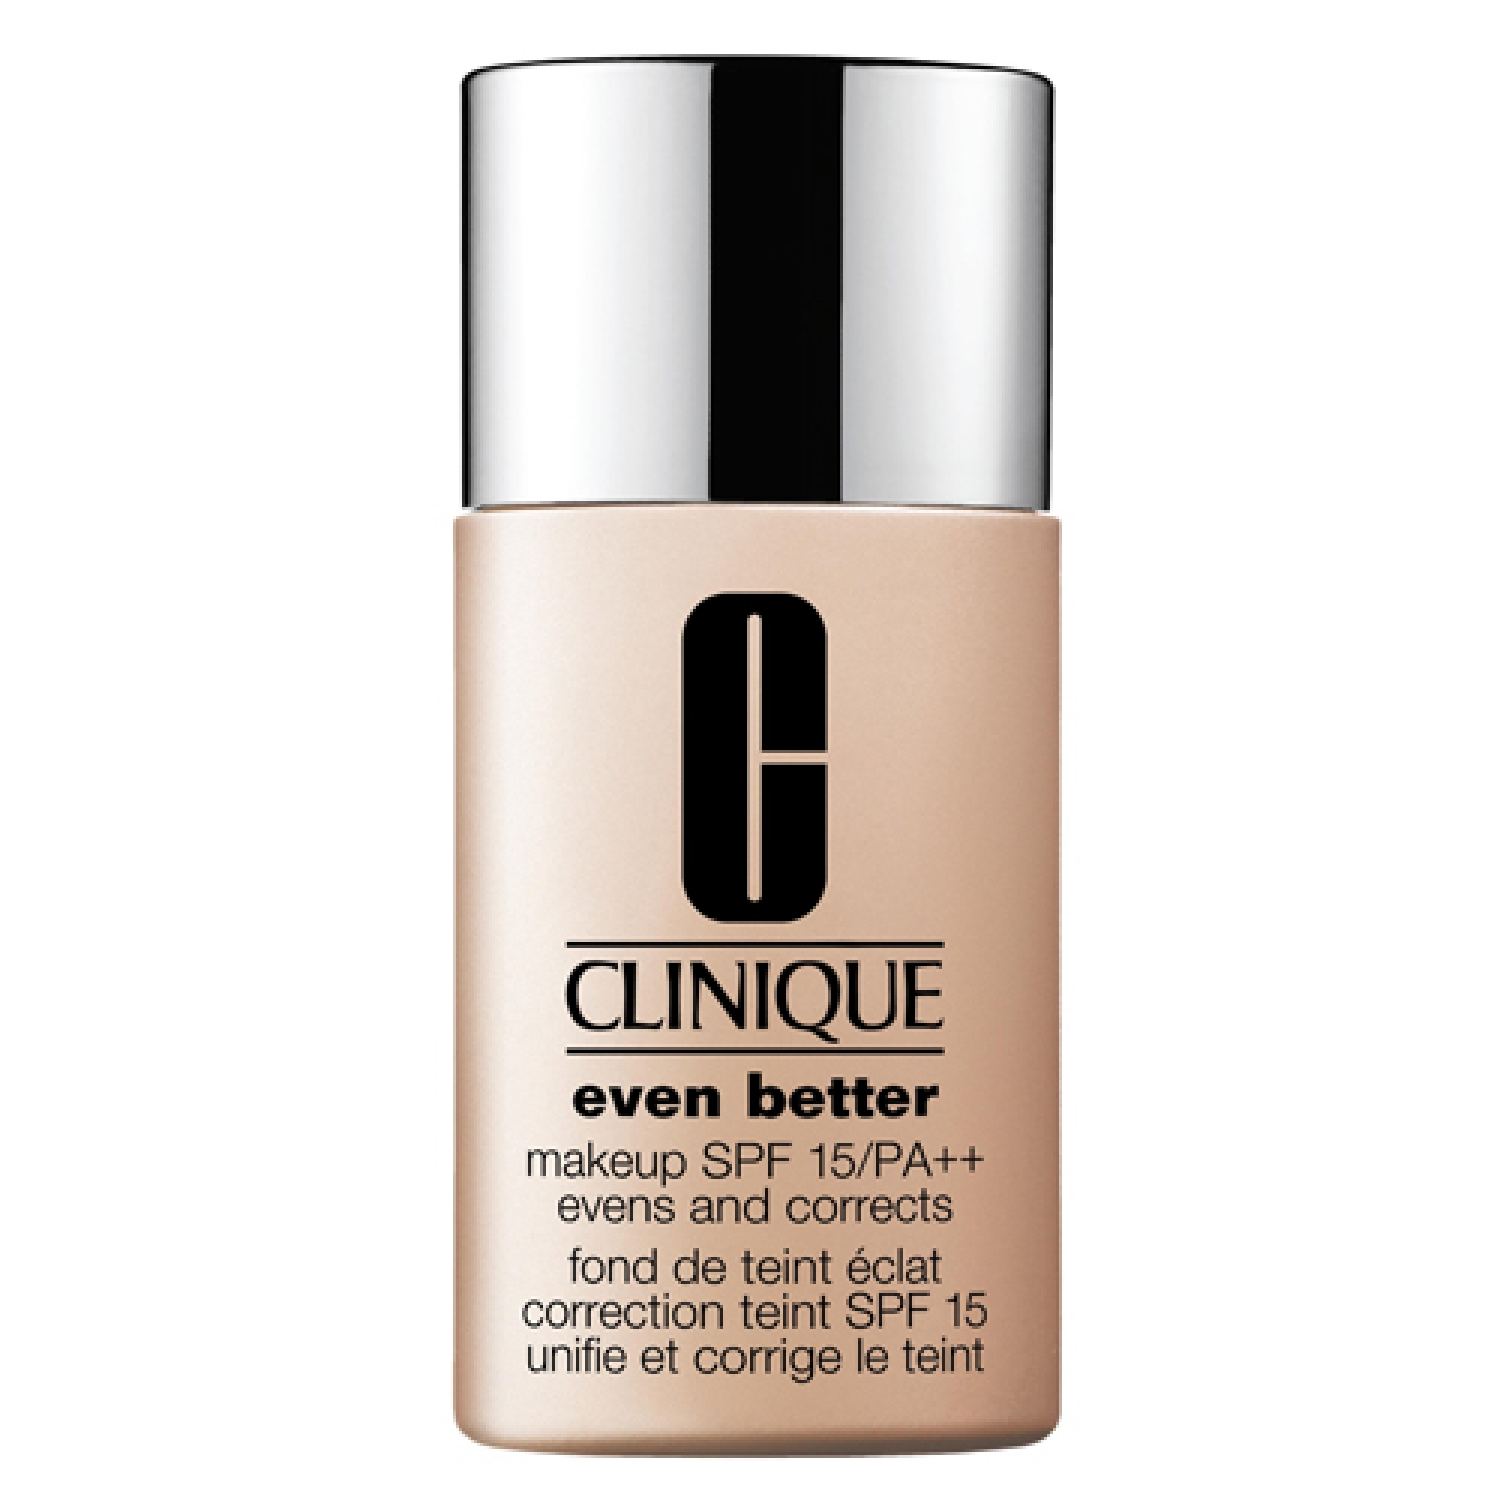 C
CLINIQUE
even better
makeup SPF 15/PA++
evens and corrects
fond de teint éclat
correction teint SPF 15
unifie et corrige le teint